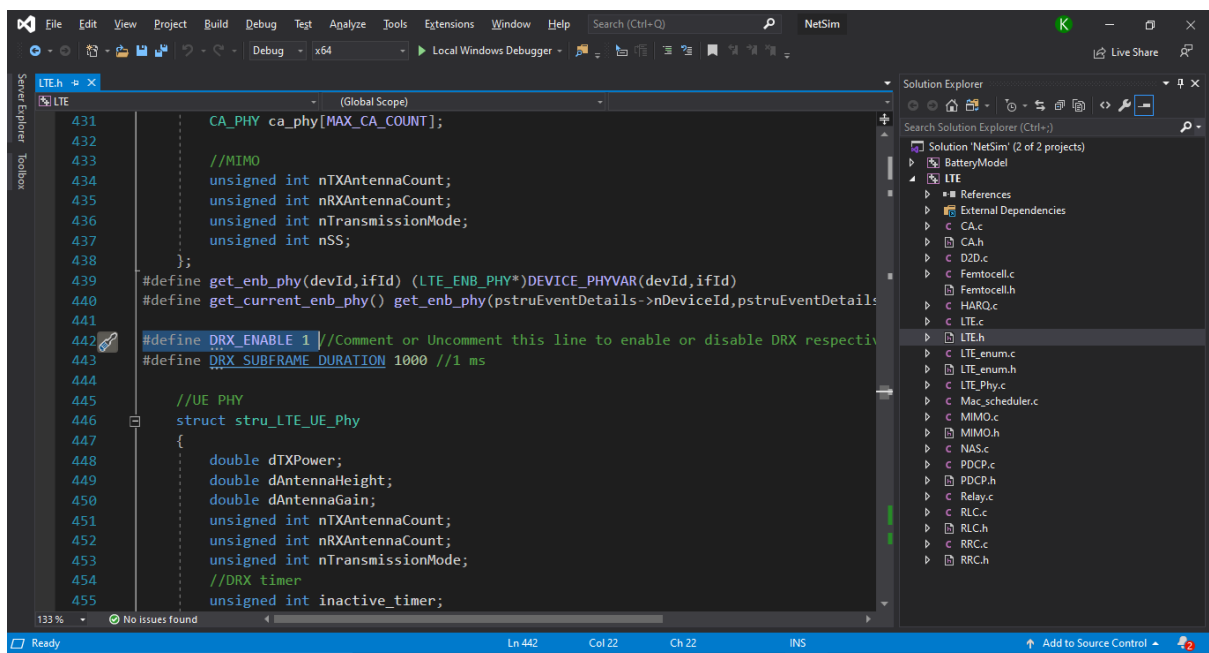 File Edit View Project Build Debug Test Analyze Tools Extensions Window Help Search (Ctrl+Q) NetSim K
Debug x64 Local Windows Debugger Live Share
Server Explorer
Toolbox
LTE.h
LTE (Global Scope)
431 CA_PHY ca_phy[MAX_CA_COUNT];
432
433 //MIMO
434 unsigned int nTXAntennaCount;
435 unsigned int nRXAntennaCount;
436 unsigned int nTransmissionMode;
437 unsigned int nSS;
438 };
439 #define get_enb_phy(devId,ifId) (LTE_ENB_PHY*)DEVICE_PHYVAR(devId,ifId)
440 #define get_current_enb_phy() get_enb_phy(pstruEventDetails->nDeviceId,pstruEventDetails
441
442 #define DRX_ENABLE 1 //Comment or Uncomment this line to enable or disable DRX respectiv
443 #define DRX_SUBFRAME_DURATION 1000 //1 ms
444
445 //UE PHY
446 struct stru_LTE_UE_Phy
447 {
448 double dTXPower;
449 double dAntennaHeight;
450 double dAntennaGain;
451 unsigned int nTXAntennaCount;
452 unsigned int nRXAntennaCount;
453 unsigned int nTransmissionMode;
454 //DRX timer
455 unsigned int inactive_timer;
133 % No issues found
Solution Explorer
Search Solution Explorer (Ctrl+;)
Solution 'NetSim' (2 of 2 projects)
BatteryModel
LTE
References
External Dependencies
CA.c
CA.h
D2D.c
Femtocell.c
Femtocell.h
HARQ.c
LTE.c
LTE.h
LTE_enum.c
LTE_enum.h
LTE_Phy.c
Mac_scheduler.c
MIMO.c
MIMO.h
NAS.c
PDCP.c
PDCP.h
Relay.c
RLC.c
RLC.h
RRC.c
RRC.h
Ready Ln 442 Col 22 Ch 22 INS Add to Source Control 2